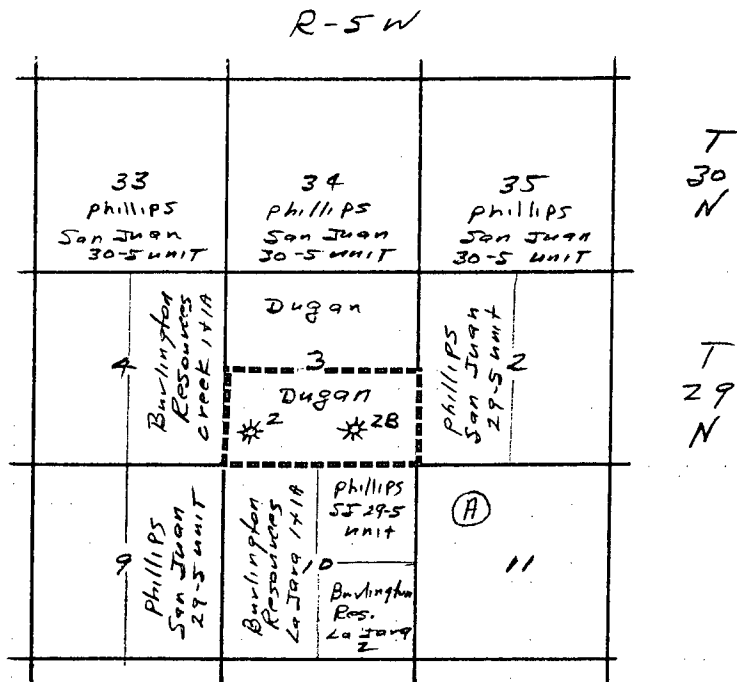 R-5W
T
30
N
33
phillips
San Juan
30-5 unit
34
phillips
San Juan
30-5 unit
35
phillips
San Juan
30-5 unit
T
29
N
4
Burlington
Resources
Creek 1+1A
Dugan
3
Dugan
2
2B
phillips
San Juan
29-5 unit
2
9
Phillips
San Juan
29-5 unit
Burlington
Resources
La Jara 1+1A
10
phillips
SJ 29-5
unit
Burlington
Res.
La Jara
2
A
11